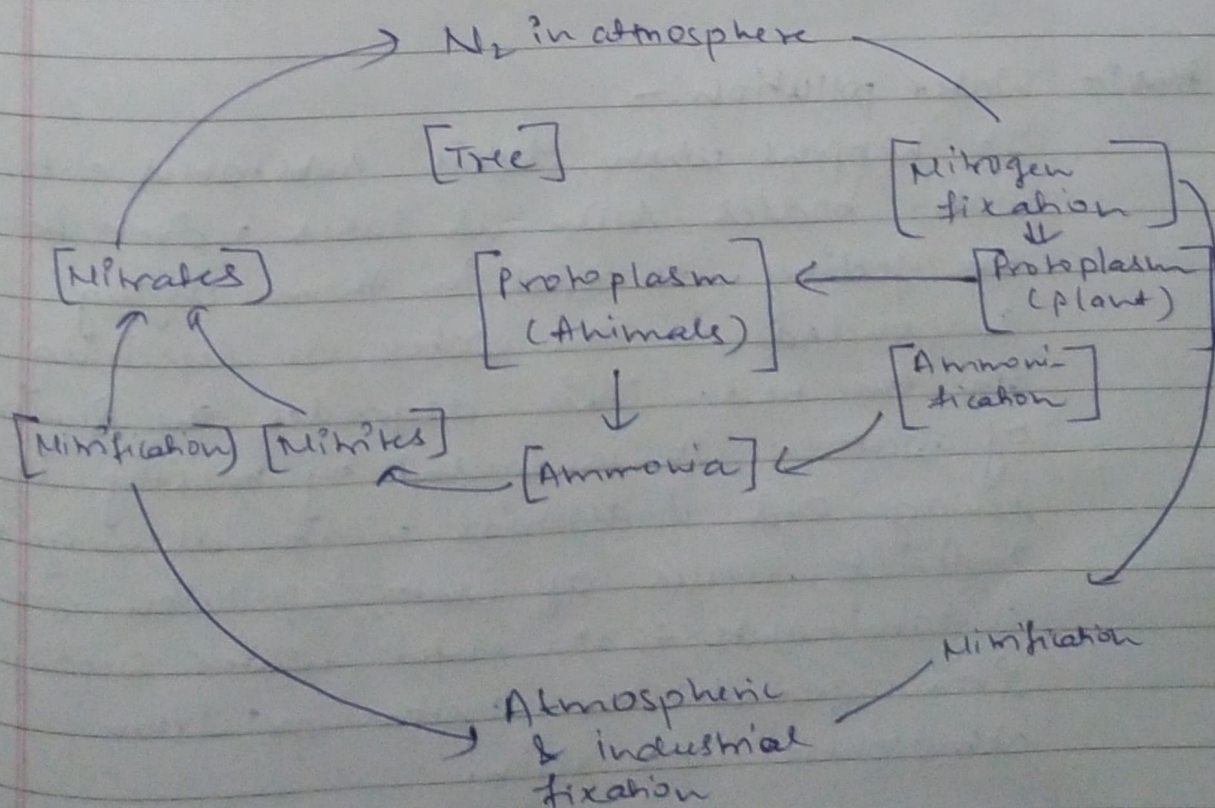 N₂ in atmosphere
[Tree]
[Nitrogen
fixation]
[Nitrates]
[Protoplasm
(Animals)]
[Protoplasm
(plant)]
[Ammoni-
fication]
[Nitrification]
[Nitrites]
[Ammonia]
Nitrification
Atmospheric
& industrial
fixation